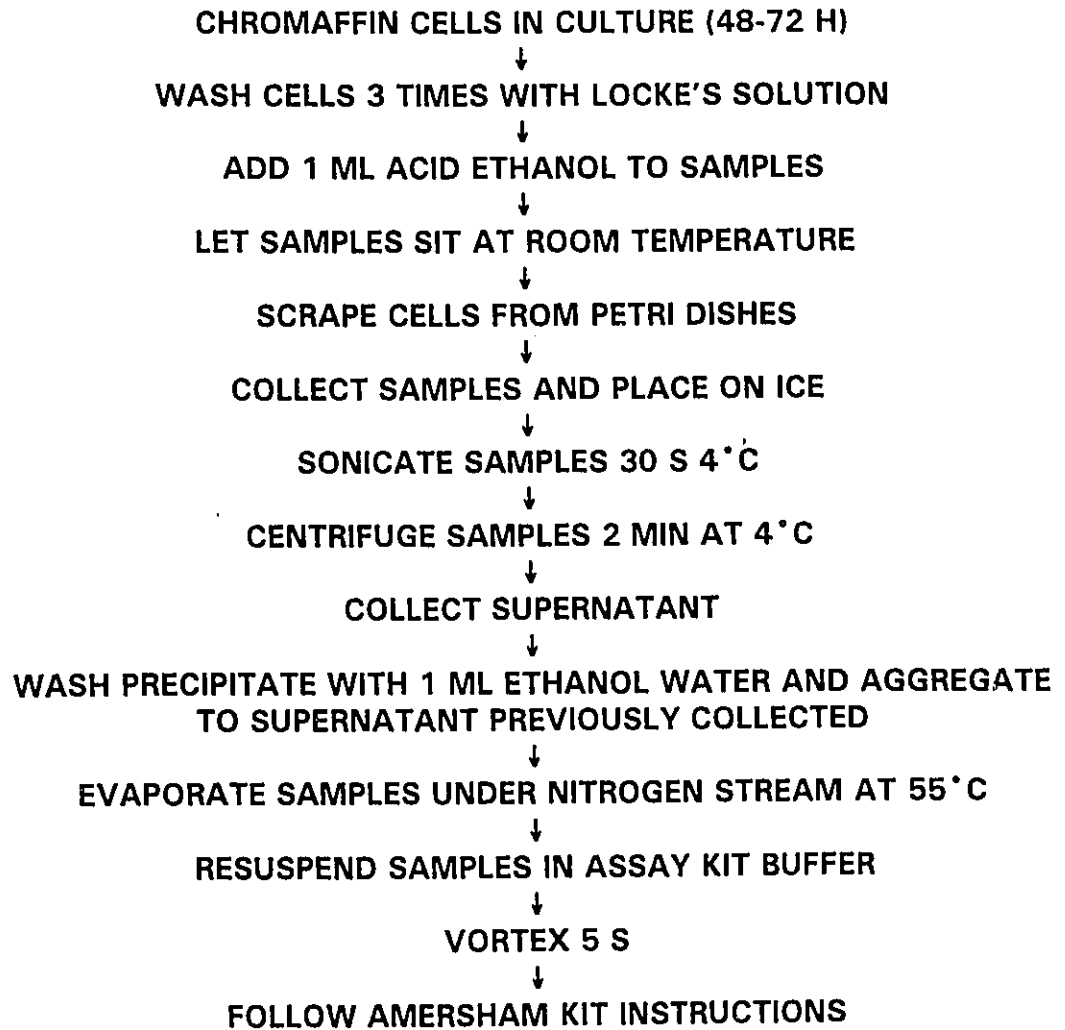 CHROMAFFIN CELLS IN CULTURE (48-72 H)
↓
WASH CELLS 3 TIMES WITH LOCKE'S SOLUTION
↓
ADD 1 ML ACID ETHANOL TO SAMPLES
↓
LET SAMPLES SIT AT ROOM TEMPERATURE
↓
SCRAPE CELLS FROM PETRI DISHES
↓
COLLECT SAMPLES AND PLACE ON ICE
↓
SONICATE SAMPLES 30 S 4°C
↓
CENTRIFUGE SAMPLES 2 MIN AT 4°C
↓
COLLECT SUPERNATANT
↓
WASH PRECIPITATE WITH 1 ML ETHANOL WATER AND AGGREGATE
TO SUPERNATANT PREVIOUSLY COLLECTED
↓
EVAPORATE SAMPLES UNDER NITROGEN STREAM AT 55°C
↓
RESUSPEND SAMPLES IN ASSAY KIT BUFFER
↓
VORTEX 5 S
↓
FOLLOW AMERSHAM KIT INSTRUCTIONS